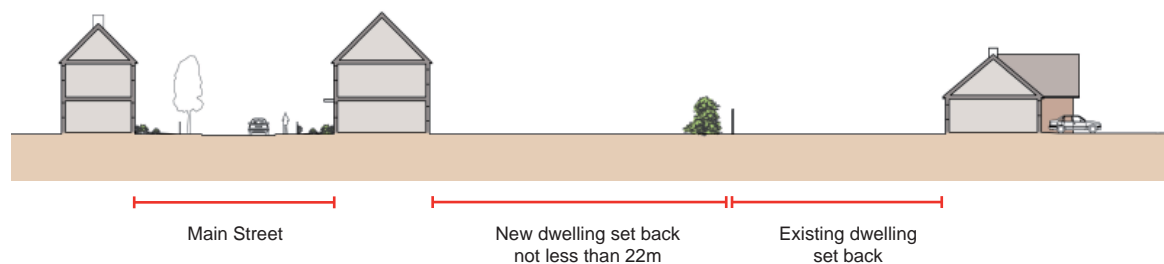 Main Street
New dwelling set back
not less than 22m
Existing dwelling
set back